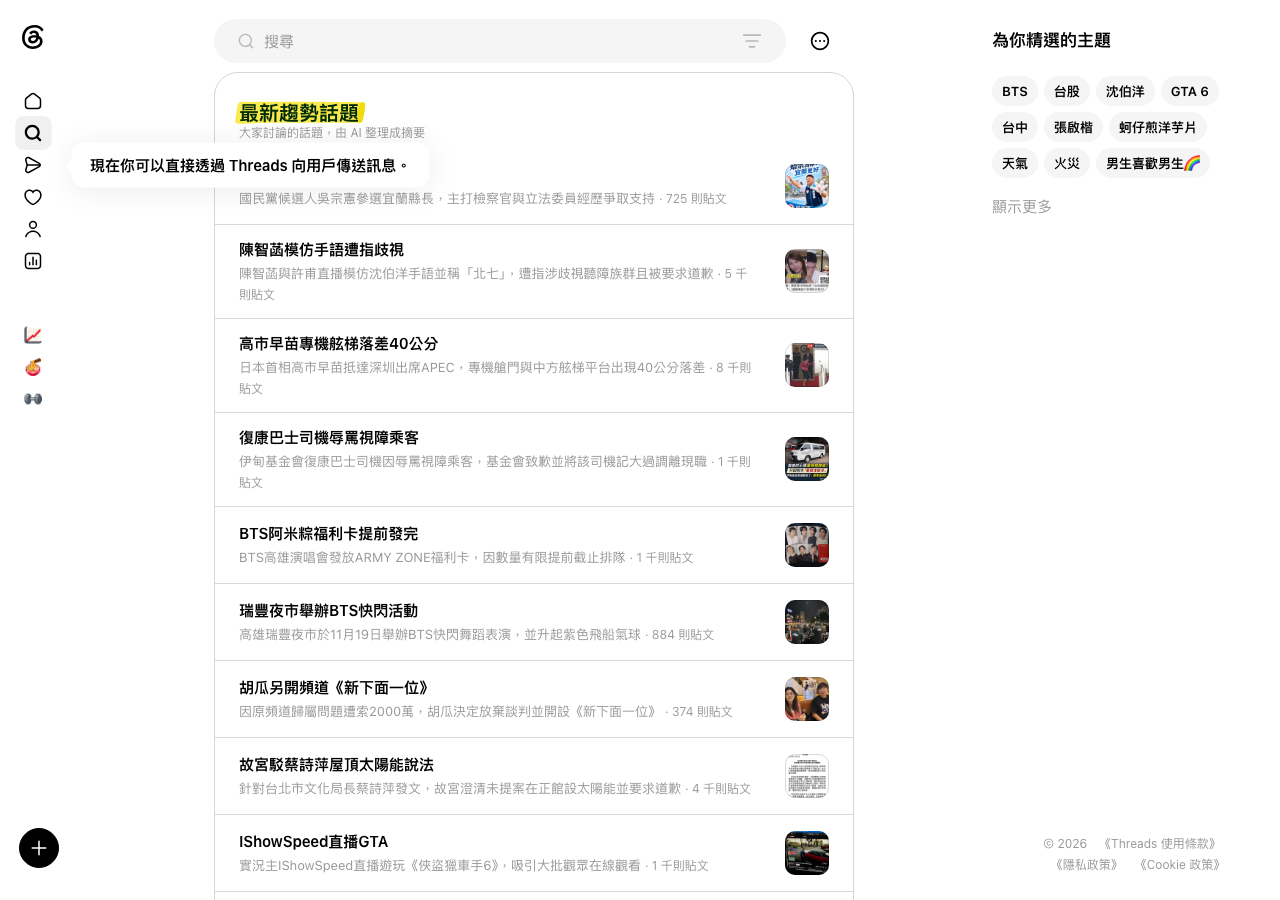 搜尋
最新趨勢話題
大家討論的話題，由 AI 整理成摘要
現在你可以直接透過 Threads 向用戶傳送訊息。
國民黨候選人吳宗憲參選宜蘭縣長，主打檢察官與立法委員經歷爭取支持 · 725 則貼文
陳智菡模仿手語遭指歧視
陳智菡與許甫直播模仿沈伯洋手語並稱「北七」，遭指涉歧視聽障族群且被要求道歉 · 5 千
則貼文
高市早苗專機舷梯落差40公分
日本首相高市早苗抵達深圳出席APEC，專機艙門與中方舷梯平台出現40公分落差 · 8 千則
貼文
復康巴士司機辱罵視障乘客
伊甸基金會復康巴士司機因辱罵視障乘客，基金會致歉並將該司機記大過調離現職 · 1 千則
貼文
BTS阿米粽福利卡提前發完
BTS高雄演唱會發放ARMY ZONE福利卡，因數量有限提前截止排隊 · 1 千則貼文
瑞豐夜市舉辦BTS快閃活動
高雄瑞豐夜市於11月19日舉辦BTS快閃舞蹈表演，並升起紫色飛船氣球 · 884 則貼文
胡瓜另開頻道《新下面一位》
因原頻道歸屬問題遭索2000萬，胡瓜決定放棄談判並開設《新下面一位》 · 374 則貼文
故宮駁蔡詩萍屋頂太陽能說法
針對台北市文化局長蔡詩萍發文，故宮澄清未提案在正館設太陽能並要求道歉 · 4 千則貼文
IShowSpeed直播GTA
實況主IShowSpeed直播遊玩《俠盜獵車手6》，吸引大批觀眾在線觀看 · 1 千則貼文
為你精選的主題
BTS 台股 沈伯洋 GTA 6
台中 張啟楷 蚵仔煎洋芋片
天氣 火災 男生喜歡男生🌈
顯示更多
© 2026 《Threads 使用條款》
《隱私政策》 《Cookie 政策》